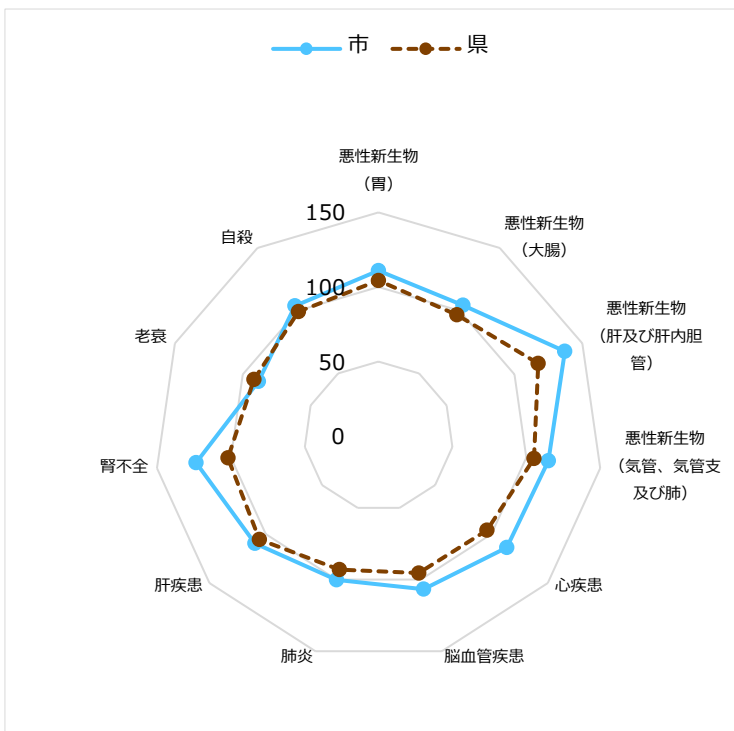 市
県
悪性新生物
（胃）
悪性新生物
（大腸）
悪性新生物
（肝及び肝内胆
管）
悪性新生物
（気管、気管支
及び肺）
心疾患
脳血管疾患
肺炎
肝疾患
腎不全
老衰
自殺
150
100
50
0